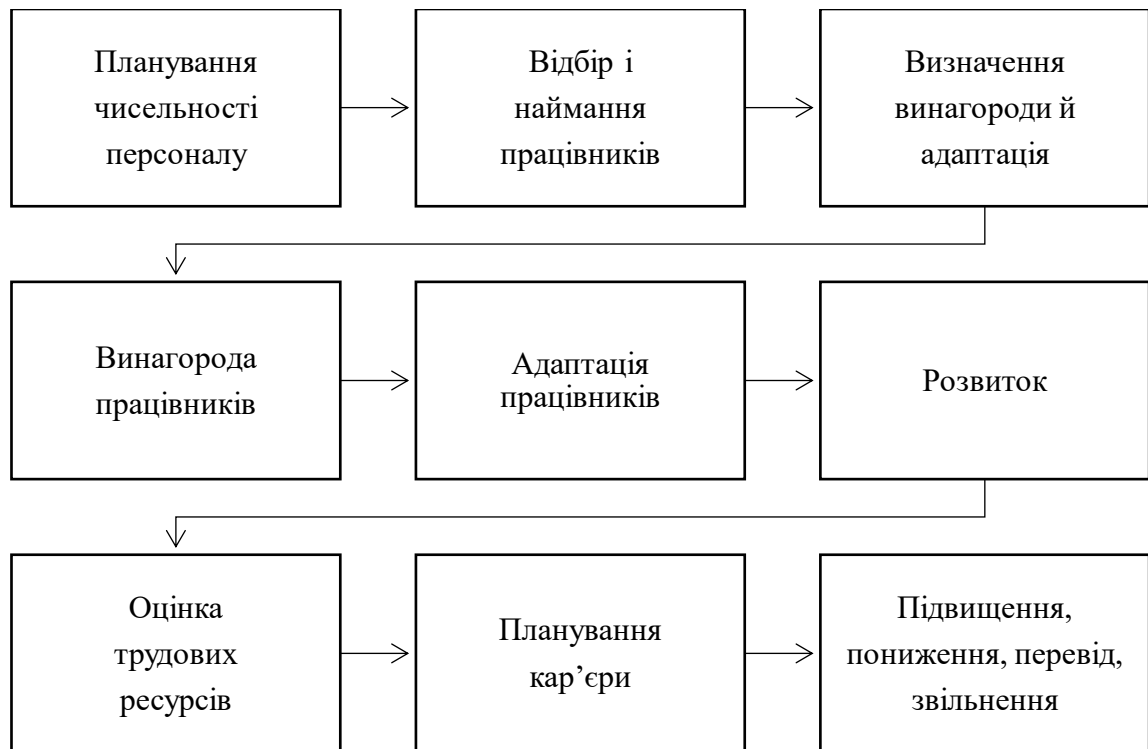 Планування
чисельності
персоналу
Відбір і
наймання
працівників
Визначення
винагороди й
адаптація
Винагорода
працівників
Адаптація
працівників
Розвиток
Оцінка
трудових
ресурсів
Планування
кар’єри
Підвищення,
пониження, перевід,
звільнення